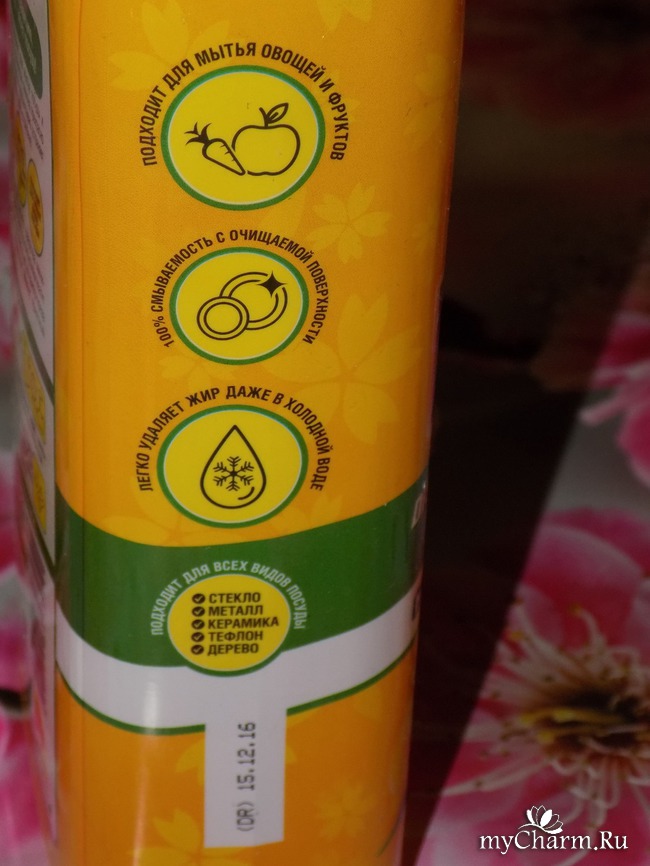 ПОДХОДИТ ДЛЯ МЫТЬЯ ОВОЩЕЙ И ФРУКТОВ
100% СМЫВАЕМОСТЬ С ОЧИЩАЕМОЙ ПОВЕРХНОСТИ
ЛЕГКО УДАЛЯЕТ ЖИР ДАЖЕ В ХОЛОДНОЙ ВОДЕ
ПОДХОДИТ ДЛЯ ВСЕХ ВИДОВ ПОСУДЫ
СТЕКЛО
МЕТАЛЛ
КЕРАМИКА
ТЕФЛОН
ДЕРЕВО
(DR) 15.12.16
myCharm.Ru